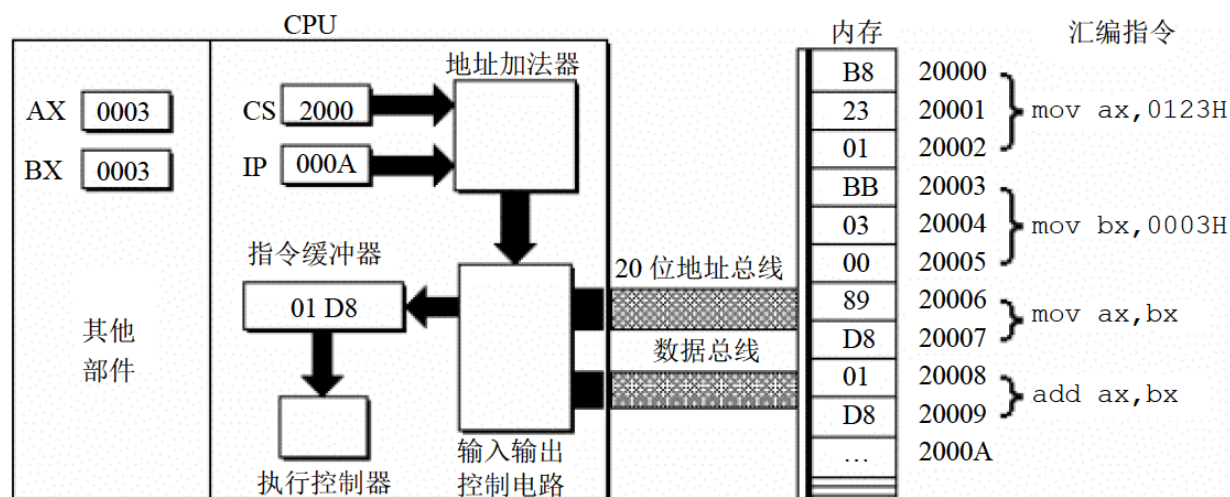 CPU
内存
汇编指令
地址加法器
AX 0003
BX 0003
CS 2000
IP 000A
指令缓冲器
01 D8
其他
部件
执行控制器
输入输出
控制电路
20 位地址总线
数据总线
B8 20000
23 20001
01 20002
mov ax,0123H
BB 20003
03 20004
00 20005
mov bx,0003H
89 20006
D8 20007
mov ax,bx
01 20008
D8 20009
add ax,bx
… 2000A